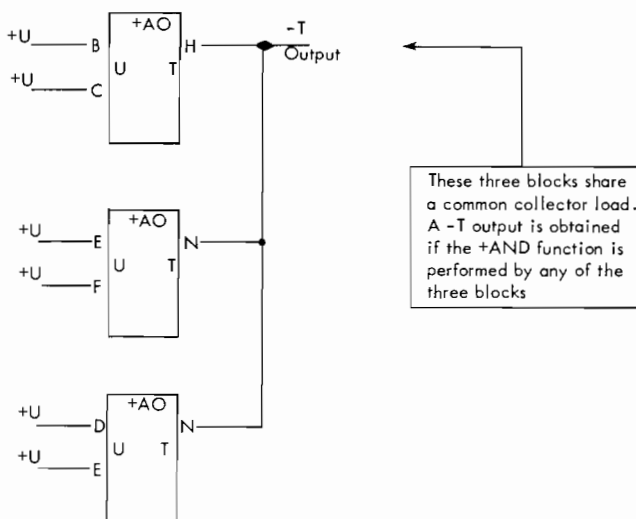 +AO
+U B H -T
Output
U T
+U C
These three blocks share
a common collector load.
A -T output is obtained
if the +AND function is
performed by any of the
three blocks
+AO
+U E N
U T
+U F
+AO
+U D N
U T
+U E